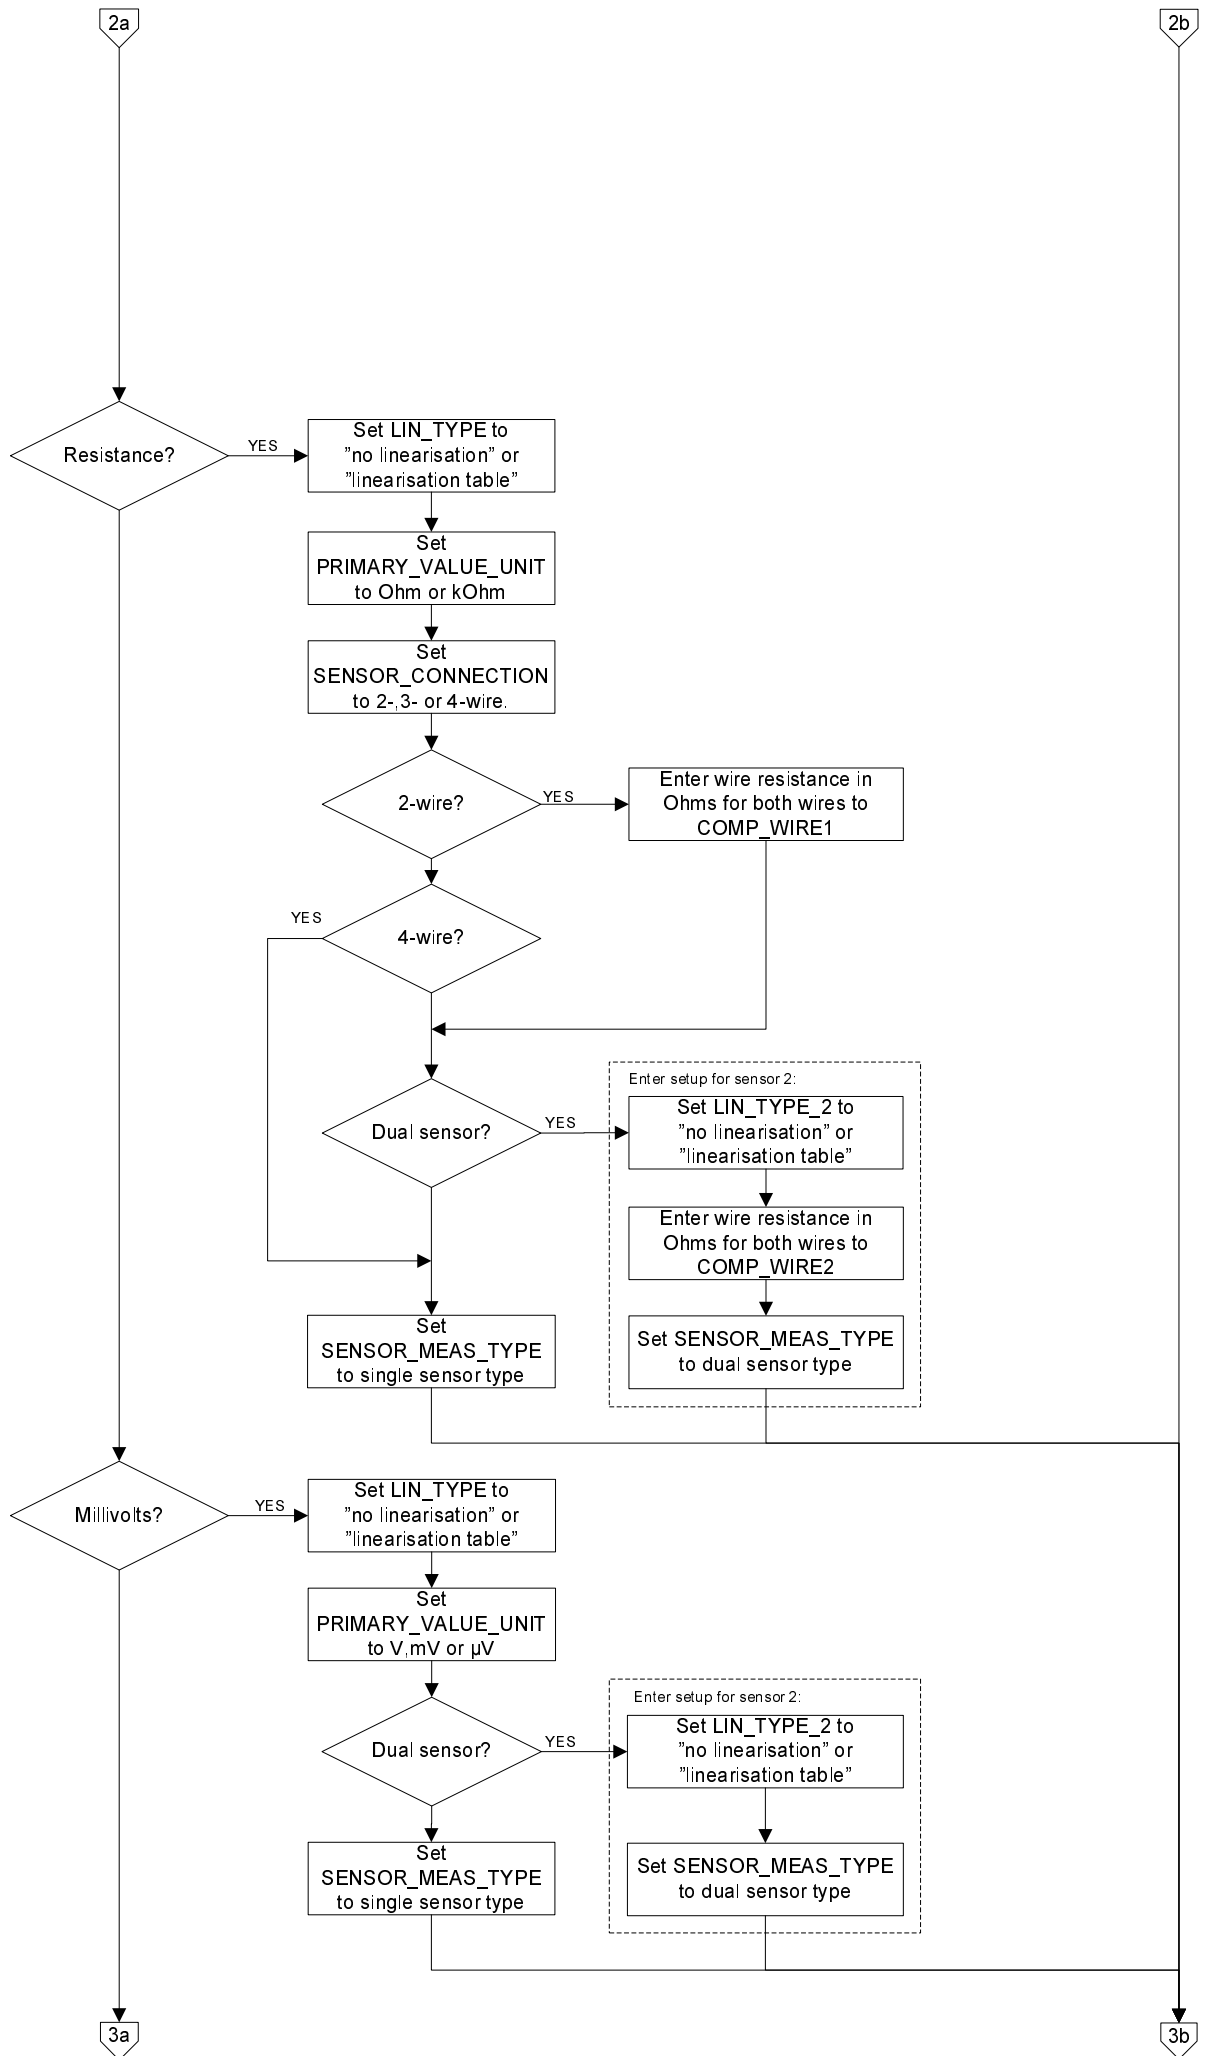 2a
2b
Resistance?
YES
Set LIN_TYPE to
”no linearisation” or
”linearisation table”
Set
PRIMARY_VALUE_UNIT
to Ohm or kOhm
Set
SENSOR_CONNECTION
to 2-,3- or 4-wire.
2-wire?
YES
Enter wire resistance in
Ohms for both wires to
COMP_WIRE1
YES
4-wire?
Enter setup for sensor 2:
Dual sensor?
YES
Set LIN_TYPE_2 to
”no linearisation” or
”linearisation table”
Enter wire resistance in
Ohms for both wires to
COMP_WIRE2
Set
SENSOR_MEAS_TYPE
to single sensor type
Set SENSOR_MEAS_TYPE
to dual sensor type
Millivolts?
YES
Set LIN_TYPE to
”no linearisation” or
”linearisation table”
Set
PRIMARY_VALUE_UNIT
to V,mV or µV
Enter setup for sensor 2:
Dual sensor?
YES
Set LIN_TYPE_2 to
”no linearisation” or
”linearisation table”
Set
SENSOR_MEAS_TYPE
to single sensor type
Set SENSOR_MEAS_TYPE
to dual sensor type
3a
3b